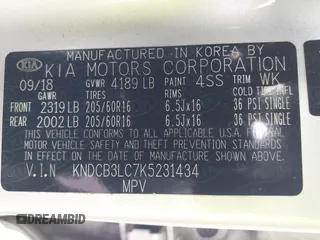 MANUFACTURED IN KOREA BY
KIA KIA MOTORS CORPORATION
09/18 GVWR 4189 LB PAINT 4SS TRIM WK
GAWR TIRES RIMS COLD TIRE INFL
FRONT 2319 LB 205/60R16 6.5JX16 36 PSI SINGLE
REAR 2002 LB 205/60R16 6.5JX16 36 PSI SINGLE
THIS VEHICLE CONFORMS TO ALL APPLICABLE
U.S.A. FEDERAL MOTOR VEHICLE SAFETY
AND THEFT PREVENTION STANDARDS IN EFFECT
ON THE DATE OF MANUFACTURE SHOWN ABOVE.
V.I.N KNDCB3LC7K5231434
MPV
DREAMBID